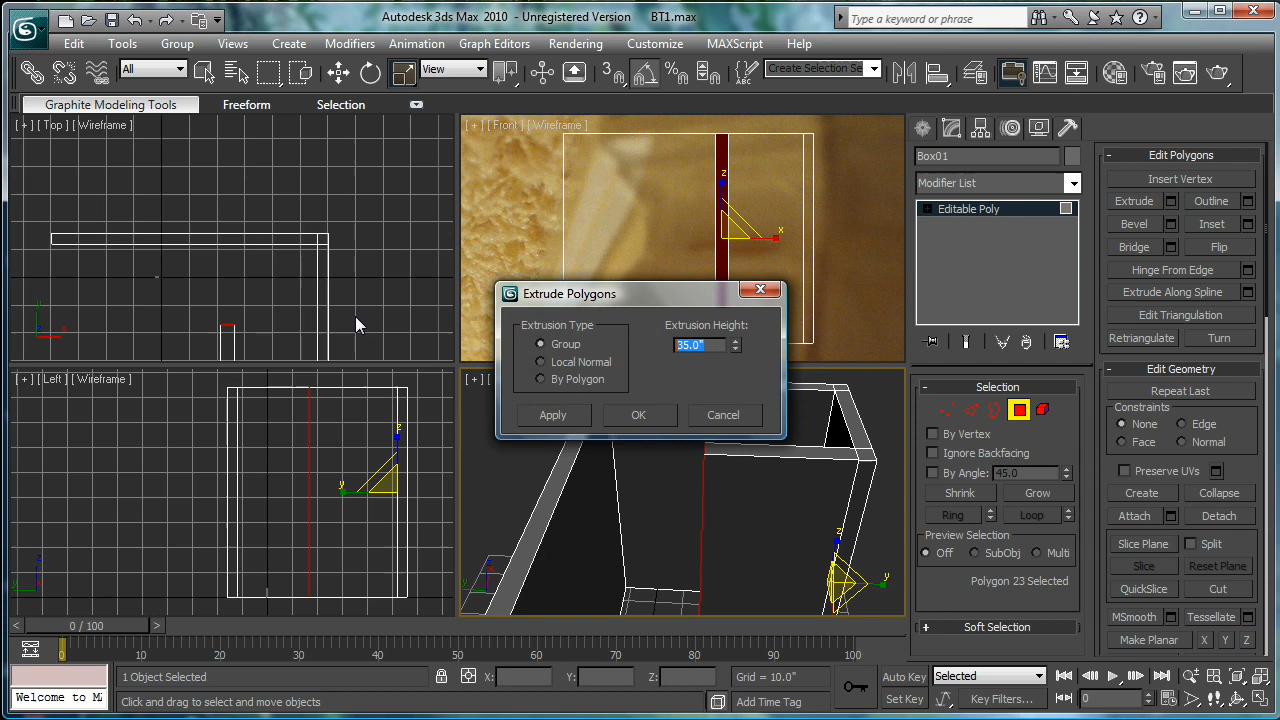 Autodesk 3ds Max 2010 - Unregistered Version BT1.max
Type a keyword or phrase
Edit Tools Group Views Create Modifiers Animation Graph Editors Rendering Customize MAXScript Help
All View 3 Create Selection Se
Graphite Modeling Tools Freeform Selection
[ + ] [ Top ] [ Wireframe ]
[ + ] [ Front ] [ Wireframe ]
z
x
[ + ] [ Left ] [ Wireframe ]
z
y
[ + ] [
z
y
Extrude Polygons
Extrusion Type
Group
Local Normal
By Polygon
Extrusion Height:
35.0"
Apply OK Cancel
Box01
Modifier List
Editable Poly
Selection
By Vertex
Ignore Backfacing
By Angle: 45.0
Shrink Grow
Ring Loop
Preview Selection
Off SubObj Multi
Polygon 23 Selected
Soft Selection
Edit Polygons
Insert Vertex
Extrude Outline
Bevel Inset
Bridge Flip
Hinge From Edge
Extrude Along Spline
Edit Triangulation
Retriangulate Turn
Edit Geometry
Repeat Last
Constraints
None Edge
Face Normal
Preserve UVs
Create Collapse
Attach Detach
Slice Plane Split
Slice Reset Plane
QuickSlice Cut
MSmooth Tessellate
Make Planar X Y Z
< 0 / 100 >
0 10 20 30 40 50 60 70 80 90 100
1 Object Selected X: Y: Z: Grid = 10.0" Auto Key Selected
Welcome to M
Click and drag to select and move objects Add Time Tag Set Key Key Filters... 0